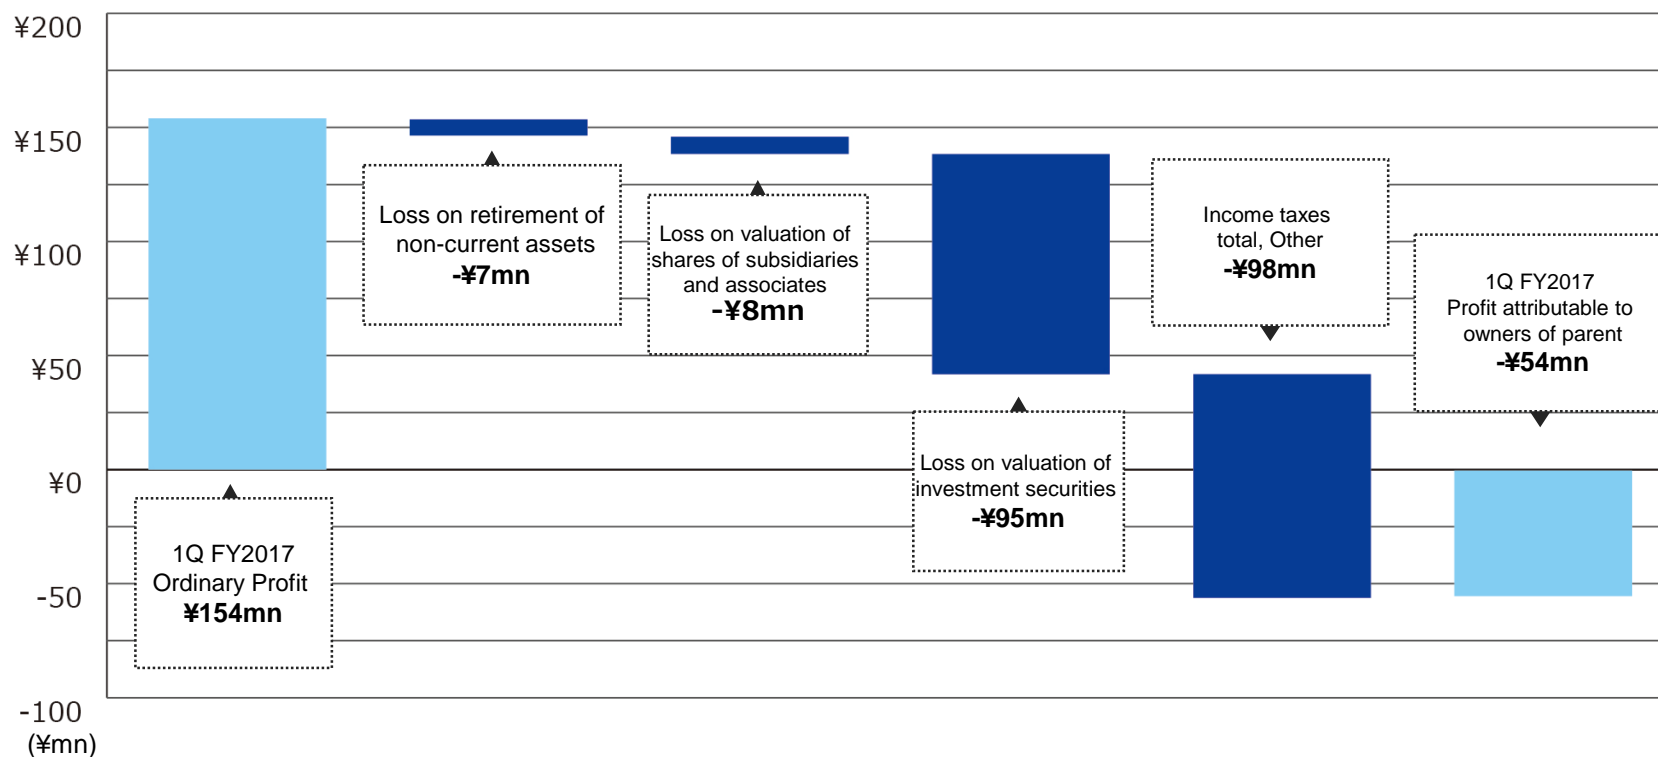 ¥200
¥150
¥100
¥50
¥0
-50
-100
(¥mn)
1Q FY2017
Ordinary Profit
¥154mn
Loss on retirement of
non-current assets
-¥7mn
Loss on valuation of
shares of subsidiaries
and associates
-¥8mn
Loss on valuation of
investment securities
-¥95mn
Income taxes
total, Other
-¥98mn
1Q FY2017
Profit attributable to
owners of parent
-¥54mn